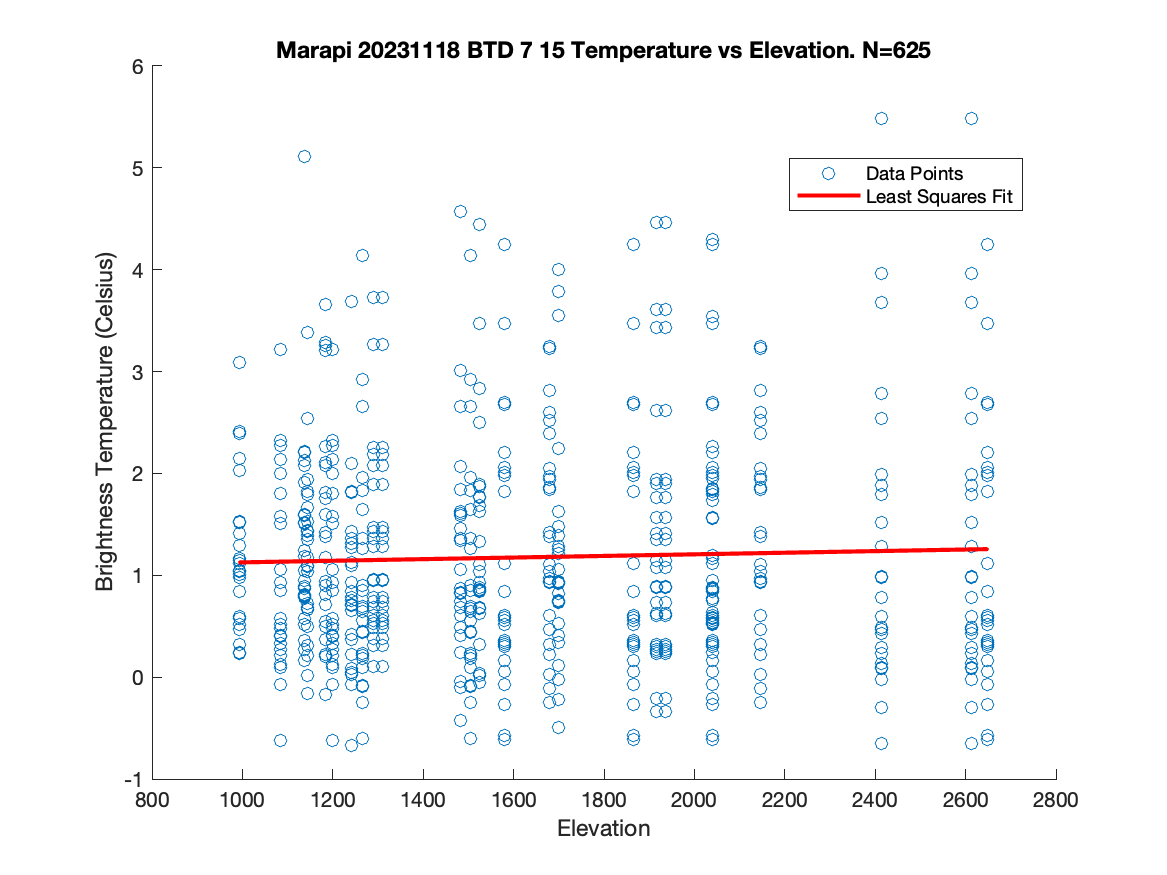 Marapi 20231118 BTD 7 15 Temperature vs Elevation. N=625
6
5
4
3
2
1
0
-1
Brightness Temperature (Celsius)
Data Points
Least Squares Fit
800 1000 1200 1400 1600 1800 2000 2200 2400 2600 2800
Elevation